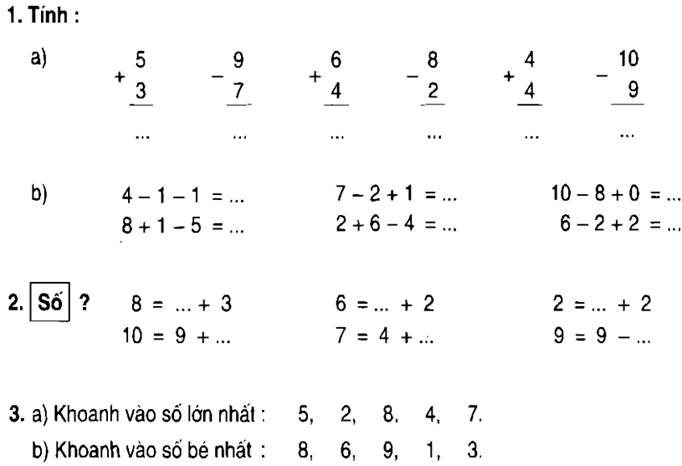 1. Tính :
a) + 5 − 9 + 6 − 8 + 4 − 10
3 7 4 2 4 9
... ... ... ... ... ...
b) 4 − 1 − 1 = ... 7 − 2 + 1 = ... 10 − 8 + 0 = ...
8 + 1 − 5 = ... 2 + 6 − 4 = ... 6 − 2 + 2 = ...
2. Số ? 8 = ... + 3 6 = ... + 2 2 = ... + 2
10 = 9 + ... 7 = 4 + ... 9 = 9 − ...
3. a) Khoanh vào số lớn nhất : 5, 2, 8, 4, 7.
b) Khoanh vào số bé nhất : 8, 6, 9, 1, 3.